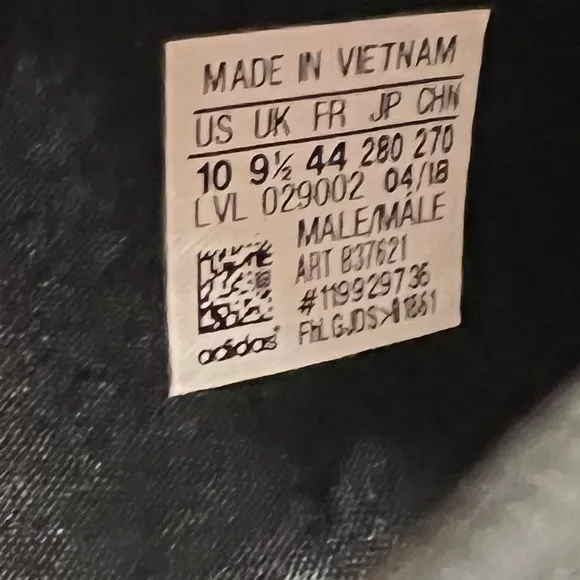 MADE IN VIETNAM
US UK FR JP CHN
10 9½ 44 280 270
LVL 029002 04/18
MALE/MÂLE
ART B37621
#119929736
adidas